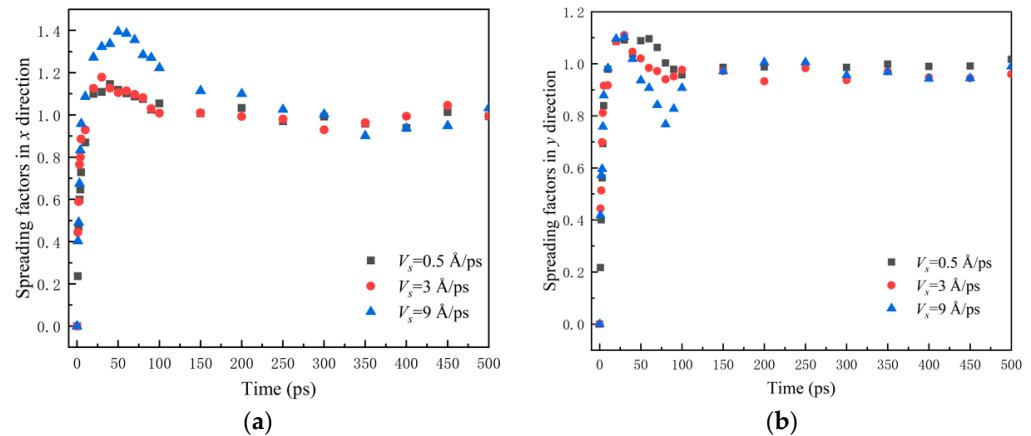 Spreading factors in x direction
1.4
1.2
1.0
0.8
0.6
0.4
0.2
0.0
Vs=0.5 Å/ps
Vs=3 Å/ps
Vs=9 Å/ps
0 50 100 150 200 250 300 350 400 450 500
Time (ps)
(a)
Spreading factors in y direction
1.2
1.0
0.8
0.6
0.4
0.2
0.0
Vs=0.5 Å/ps
Vs=3 Å/ps
Vs=9 Å/ps
0 50 100 150 200 250 300 350 400 450 500
Time (ps)
(b)